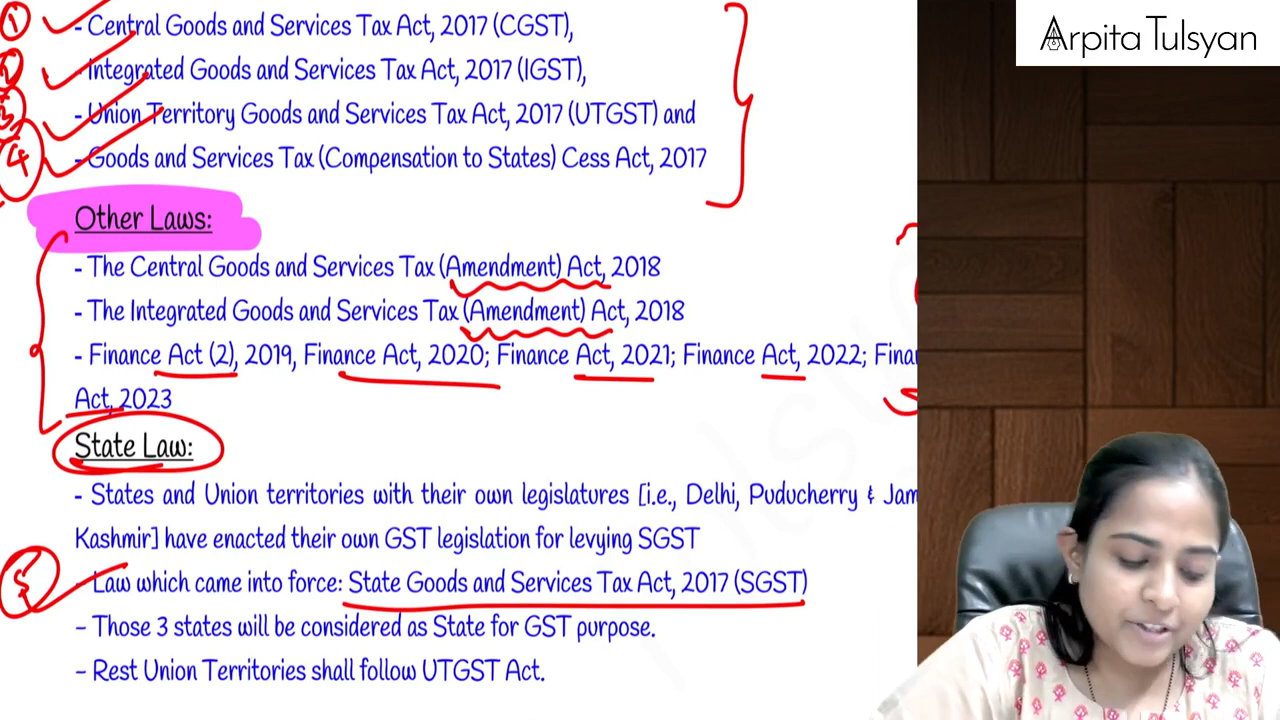 Arpita Tulsyan
1
- Central Goods and Services Tax Act, 2017 (CGST),
2
- Integrated Goods and Services Tax Act, 2017 (IGST),
3
- Union Territory Goods and Services Tax Act, 2017 (UTGST) and
4
- Goods and Services Tax (Compensation to States) Cess Act, 2017
Other Laws:
- The Central Goods and Services Tax (Amendment) Act, 2018
- The Integrated Goods and Services Tax (Amendment) Act, 2018
- Finance Act (2), 2019, Finance Act, 2020; Finance Act, 2021; Finance Act, 2022; Finan
Act, 2023
State Law:
- States and Union territories with their own legislatures [i.e., Delhi, Puducherry & Jam
Kashmir] have enacted their own GST legislation for levying SGST
5
- Law which came into force: State Goods and Services Tax Act, 2017 (SGST)
- Those 3 states will be considered as State for GST purpose.
- Rest Union Territories shall follow UTGST Act.